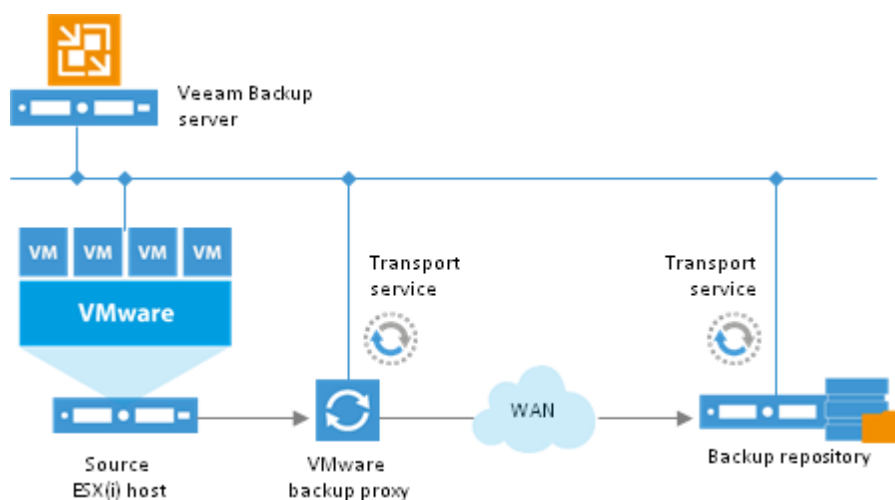 Veeam Backup
server
VM VM VM VM
VMware
Transport
service
Transport
service
WAN
Source
ESX(i) host
VMware
backup proxy
Backup repository